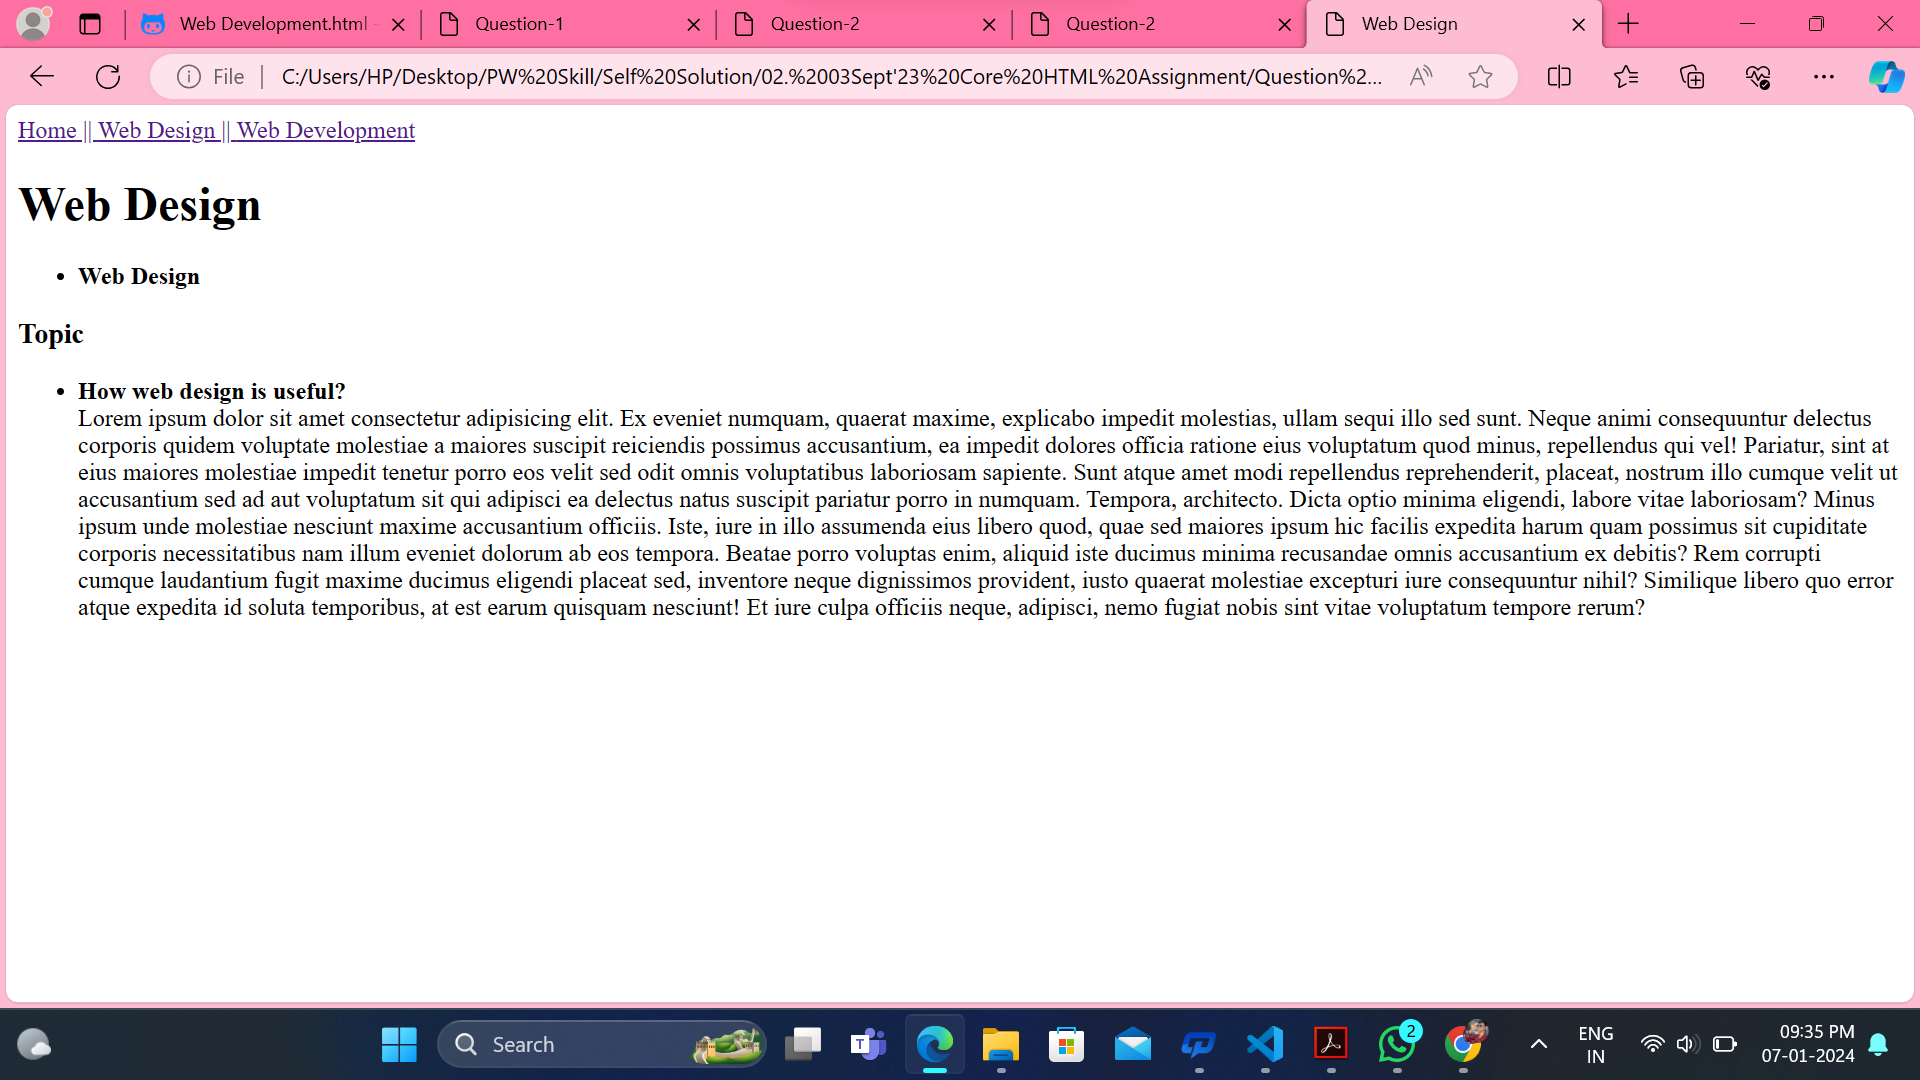 Web Development.html -
Question-1
Question-2
Question-2
Web Design
File
C:/Users/HP/Desktop/PW%20Skill/Self%20Solution/02.%2003Sept'23%20Core%20HTML%20Assignment/Question%2...
Home || Web Design || Web Development
Web Design
• Web Design
Topic
• How web design is useful?
Lorem ipsum dolor sit amet consectetur adipisicing elit. Ex eveniet numquam, quaerat maxime, explicabo impedit molestias, ullam sequi illo sed sunt. Neque animi consequuntur delectus
corporis quidem voluptate molestiae a maiores suscipit reiciendis possimus accusantium, ea impedit dolores officia ratione eius voluptatum quod minus, repellendus qui vel! Pariatur, sint at
eius maiores molestiae impedit tenetur porro eos velit sed odit omnis voluptatibus laboriosam sapiente. Sunt atque amet modi repellendus reprehenderit, placeat, nostrum illo cumque velit ut
accusantium sed ad aut voluptatum sit qui adipisci ea delectus natus suscipit pariatur porro in numquam. Tempora, architecto. Dicta optio minima eligendi, labore vitae laboriosam? Minus
ipsum unde molestiae nesciunt maxime accusantium officiis. Iste, iure in illo assumenda eius libero quod, quae sed maiores ipsum hic facilis expedita harum quam possimus sit cupiditate
corporis necessitatibus nam illum eveniet dolorum ab eos tempora. Beatae porro voluptas enim, aliquid iste ducimus minima recusandae omnis accusantium ex debitis? Rem corrupti
cumque laudantium fugit maxime ducimus eligendi placeat sed, inventore neque dignissimos provident, iusto quaerat molestiae excepturi iure consequuntur nihil? Similique libero quo error
atque expedita id soluta temporibus, at est earum quisquam nesciunt! Et iure culpa officiis neque, adipisci, nemo fugiat nobis sint vitae voluptatum tempore rerum?
Search
T
2
ENG
IN
09:35 PM
07-01-2024